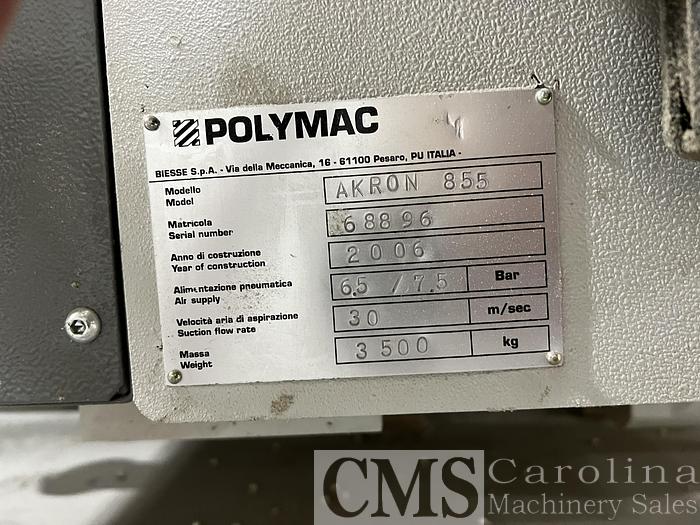 POLYMAC
BIESSE S.p.A. - Via della Meccanica, 16 - 61100 Pesaro, PU ITALIA -
Modello
Model
AKRON 855
Matricola
Serial number
68896
Anno di costruzione
Year of construction
2006
Alimentazione pneumatica
Air supply
6.5 / 7.5 Bar
Velocità aria di aspirazione
Suction flow rate
30 m/sec
Massa
Weight
3500 kg
CMS Carolina
Machinery Sales